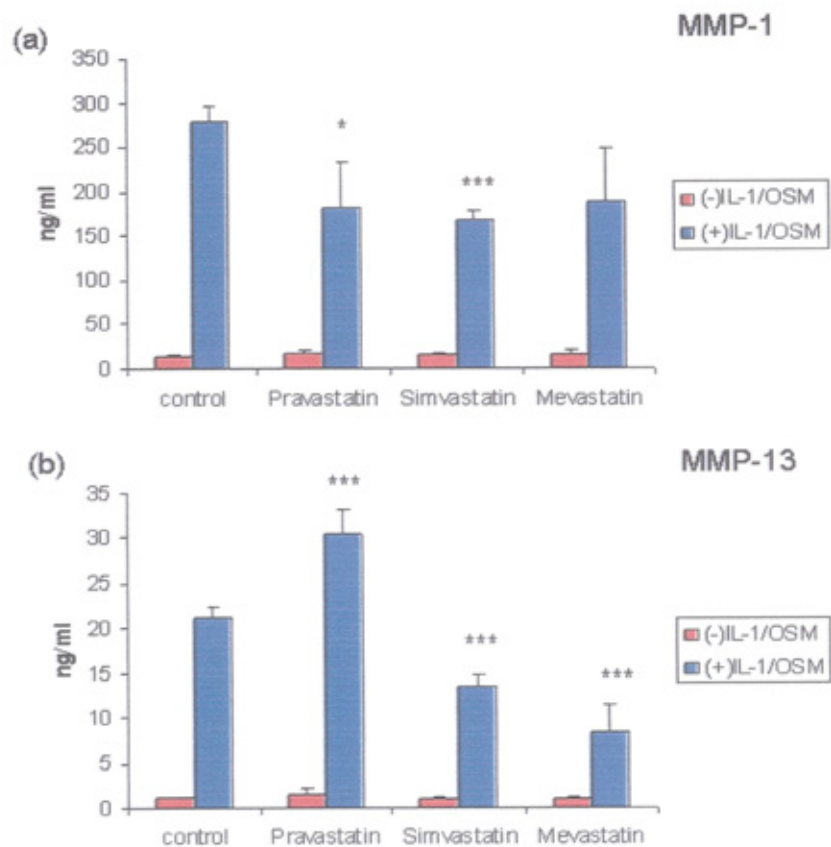 MMP-1
(a)
350
300
250
200
150
100
50
0
ng/ml
*
***
(-)IL-1/OSM
(+)IL-1/OSM
control Pravastatin Simvastatin Mevastatin
MMP-13
(b)
35
30
25
20
15
10
5
0
ng/ml
***
***
***
(-)IL-1/OSM
(+)IL-1/OSM
control Pravastatin Simvastatin Mevastatin